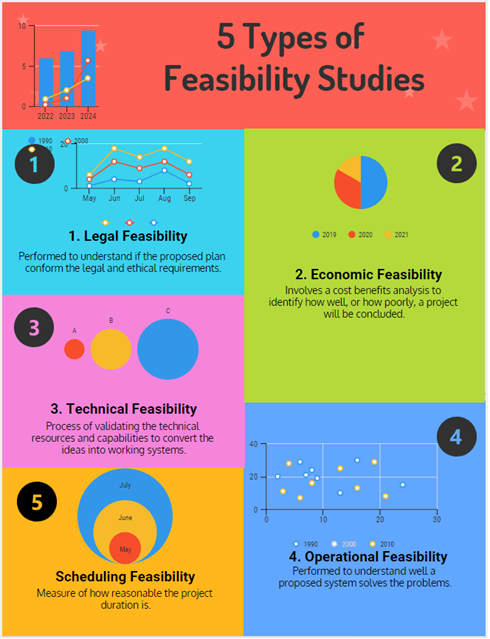 5 Types of
Feasibility Studies
10
5
0
2022 2023 2024
1990 2000
1
20
0
May Jun Jul Aug Sep
1. Legal Feasibility
Performed to understand if the proposed plan
conform the legal and ethical requirements.
2
2019 2020 2021
2. Economic Feasibility
Involves a cost benefits analysis to
identify how well, or how poorly, a project
will be concluded.
3
A
B
C
3. Technical Feasibility
Process of validating the technical
resources and capabilities to convert the
ideas into working systems.
4
40
20
0
0 10 20 30
1990 2000 2010
4. Operational Feasibility
Performed to understand well a
proposed system solves the problems.
5
July
June
May
Scheduling Feasibility
Measure of how reasonable the project
duration is.